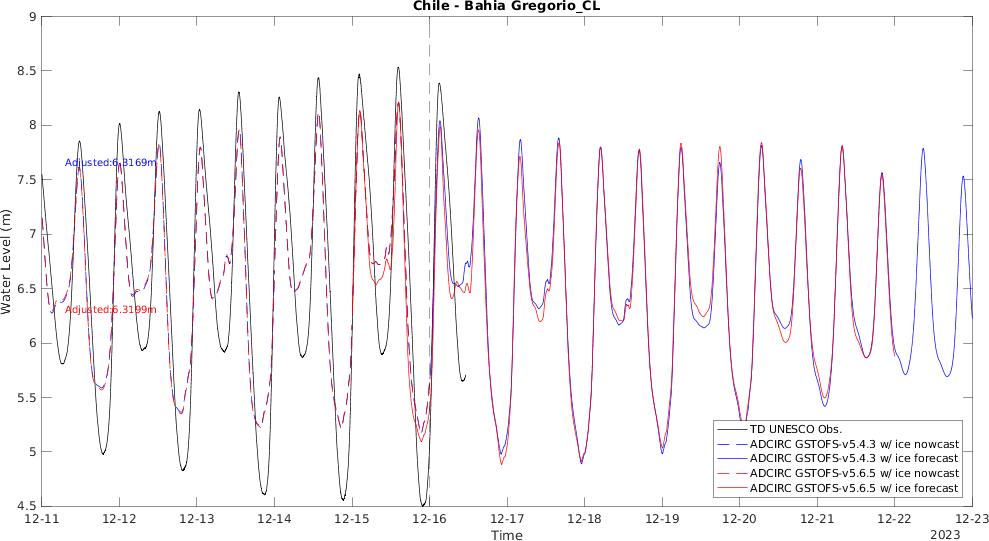 Chile - Bahia Gregorio_CL
9
8.5
8
7.5
7
6.5
6
5.5
5
4.5
Water Level (m)
Adjusted:6.3169m
Adjusted:6.3199m
TD UNESCO Obs.
ADCIRC GSTOFS-v5.4.3 w/ ice nowcast
ADCIRC GSTOFS-v5.4.3 w/ ice forecast
ADCIRC GSTOFS-v5.6.5 w/ ice nowcast
ADCIRC GSTOFS-v5.6.5 w/ ice forecast
12-11 12-12 12-13 12-14 12-15 12-16 12-17 12-18 12-19 12-20 12-21 12-22 12-23
Time
2023